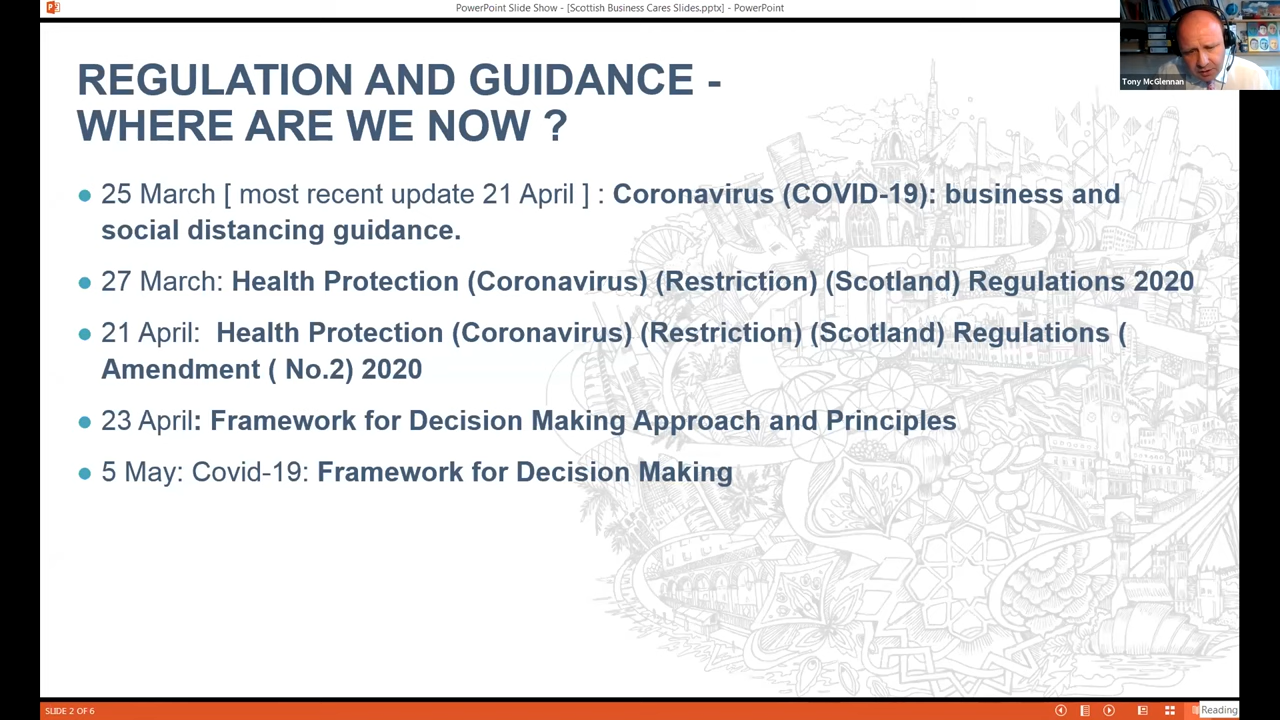 PowerPoint Slide Show - [Scottish Business Cares Slides.pptx] - PowerPoint
Tony McGlennan
REGULATION AND GUIDANCE -
WHERE ARE WE NOW ?
25 March [ most recent update 21 April ] : Coronavirus (COVID-19): business and
social distancing guidance.
27 March: Health Protection (Coronavirus) (Restriction) (Scotland) Regulations 2020
21 April: Health Protection (Coronavirus) (Restriction) (Scotland) Regulations (
Amendment ( No.2) 2020
23 April: Framework for Decision Making Approach and Principles
5 May: Covid-19: Framework for Decision Making
SLIDE 2 OF 6
Reading